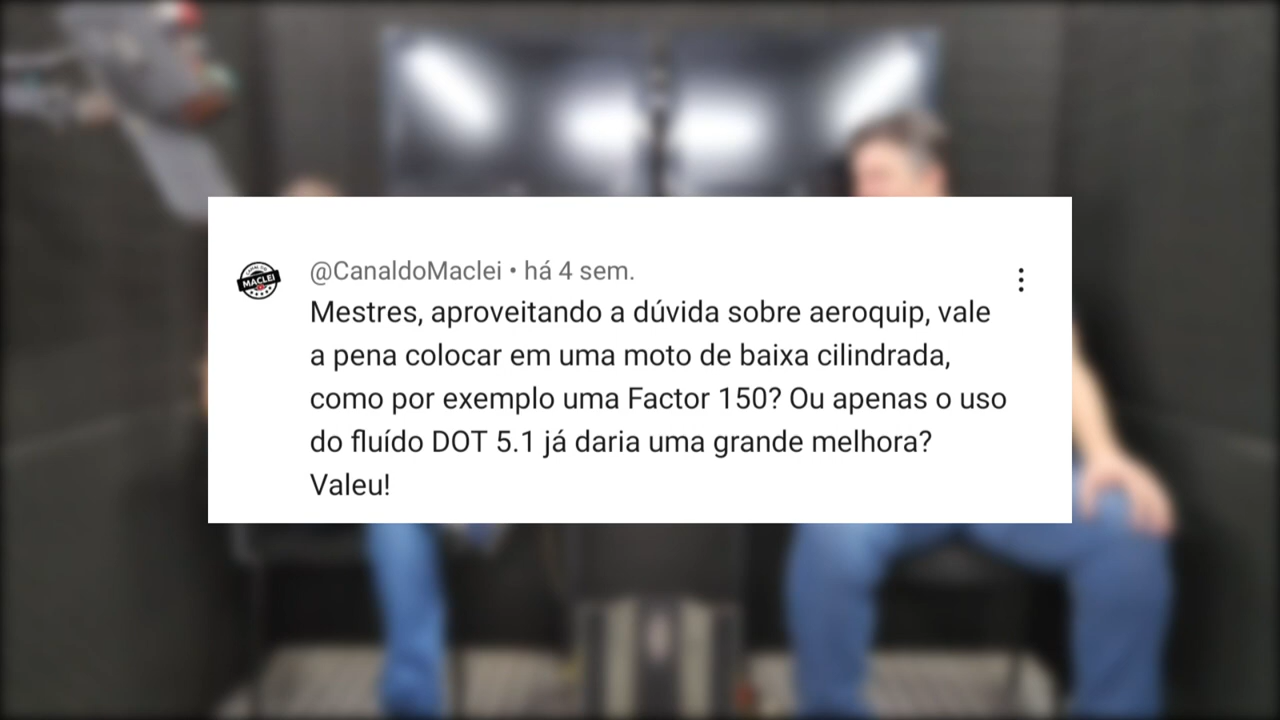 @CanaldoMaclei • há 4 sem.
Mestres, aproveitando a dúvida sobre aeroquip, vale
a pena colocar em uma moto de baixa cilindrada,
como por exemplo uma Factor 150? Ou apenas o uso
do fluído DOT 5.1 já daria uma grande melhora?
Valeu!
MACLEI